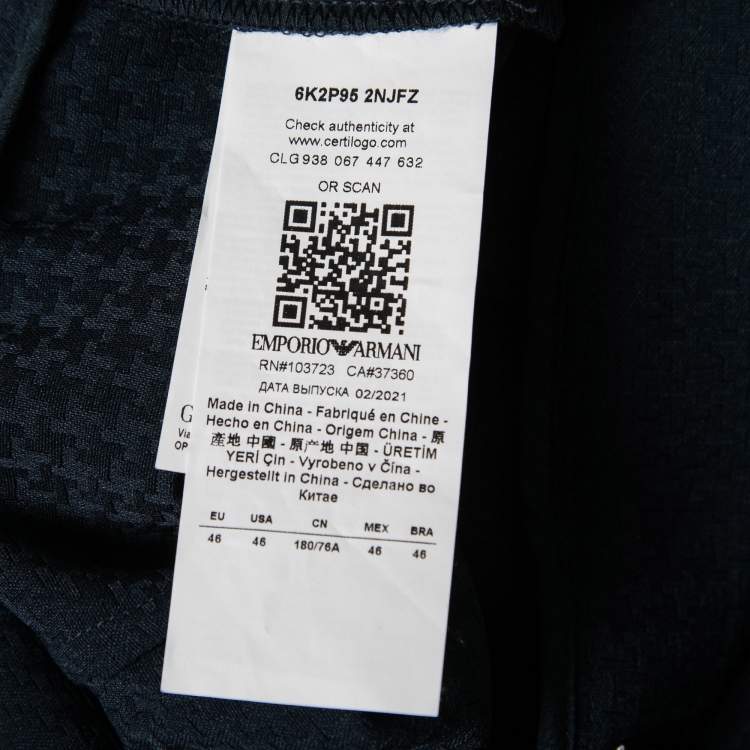 6K2P95 2NJFZ
Check authenticity at
www.certilogo.com
CLG 938 067 447 632
OR SCAN
EMPORIO ARMANI
RN#103723 CA#37360
ДАТА ВЫПУСКА 02/2021
Made in China - Fabriqué en Chine -
Hecho en China - Origem China - 原
產地 中國 - 原产地 中国 - ÜRETİM
YERİ Çin - Vyrobeno v Čína -
Hergestellt in China - Сделано во
Китае
EU USA CN MEX BRA
46 46 180/76A 46 46
G
Via
OP